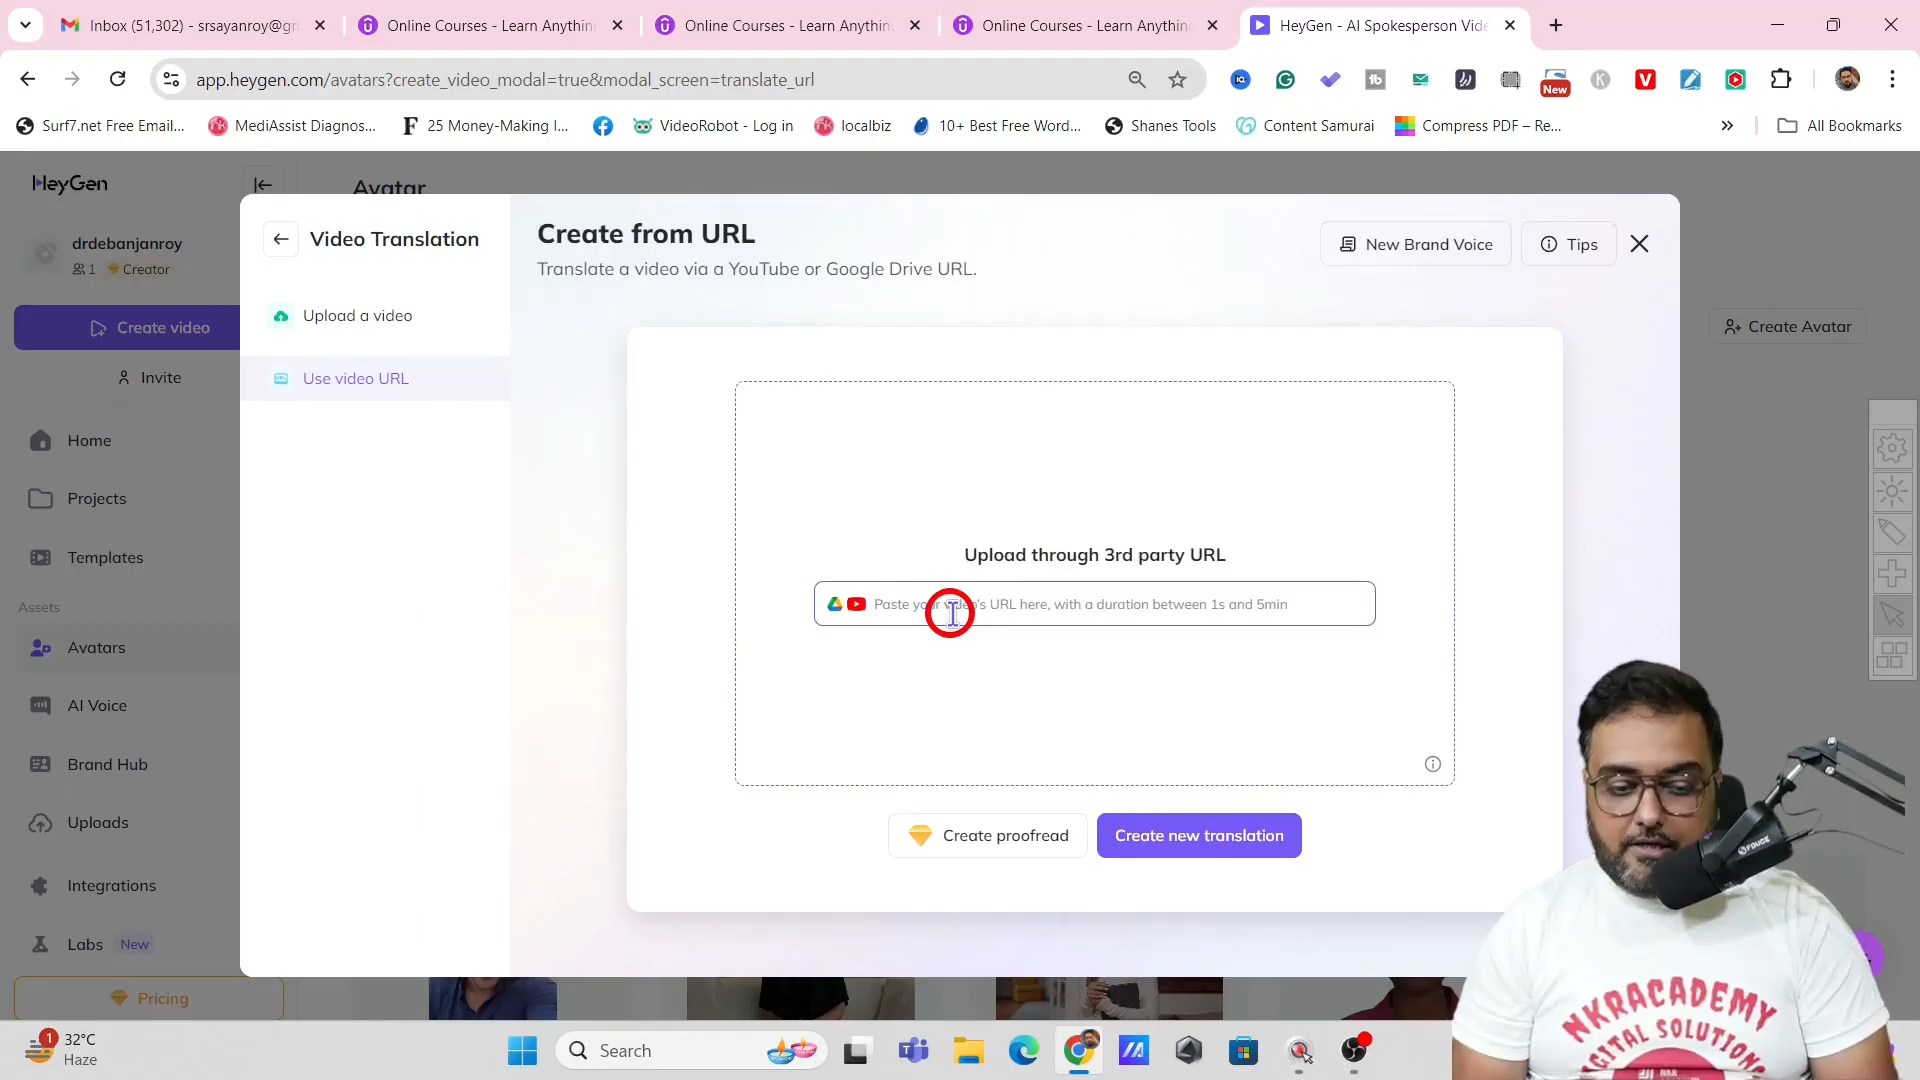 Inbox (51,302) - srsayanroy@gm
Online Courses - Learn Anythin
Online Courses - Learn Anythin
Online Courses - Learn Anythin
HeyGen - AI Spokesperson Vide
app.heygen.com/avatars?create_video_modal=true&modal_screen=translate_url
New
Surf7.net Free Email...
MediAssist Diagnos...
25 Money-Making I...
VideoRobot - Log in
localbiz
10+ Best Free Word...
Shanes Tools
Content Samurai
Compress PDF – Re...
All Bookmarks
HeyGen
Avatar
drdebanjanroy
1 Creator
Create video
Invite
Home
Projects
Templates
Assets
Avatars
AI Voice
Brand Hub
Uploads
Integrations
Labs New
Pricing
Video Translation
Upload a video
Use video URL
Create from URL
Translate a video via a YouTube or Google Drive URL.
New Brand Voice
Tips
Create Avatar
Upload through 3rd party URL
Paste your video's URL here, with a duration between 1s and 5min
Create proofread
Create new translation
FDUCE
NKRACADEMY
DIGITAL SOLUTIONS
1
32°C
Haze
Search